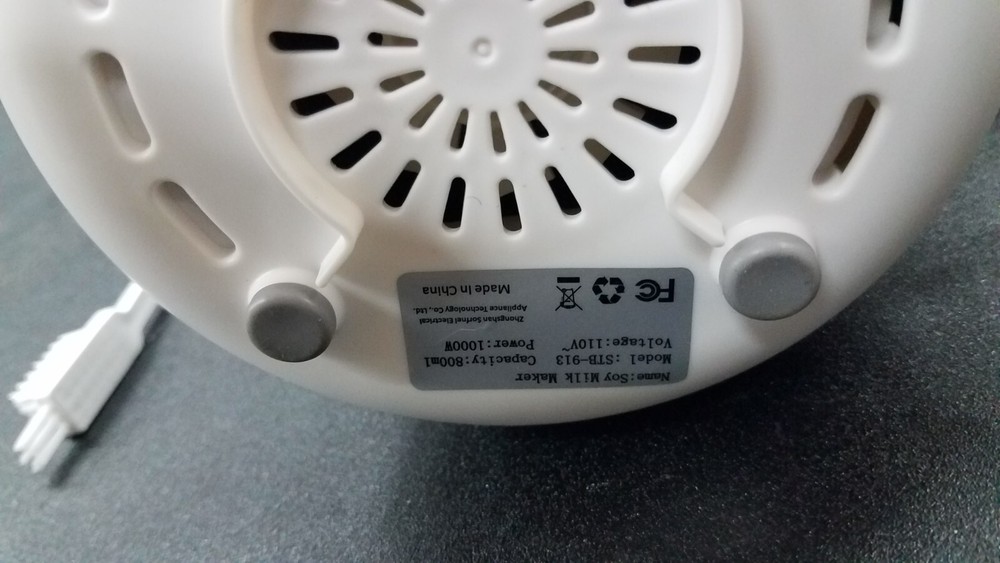 Name:Soy Milk Maker
Model :STB-913 Capacity:800ml
Voltage:110V~ Power:1000W
Zhongshan Sorfnel Electrical
Appliance Technology Co., Ltd.
FC Made In China